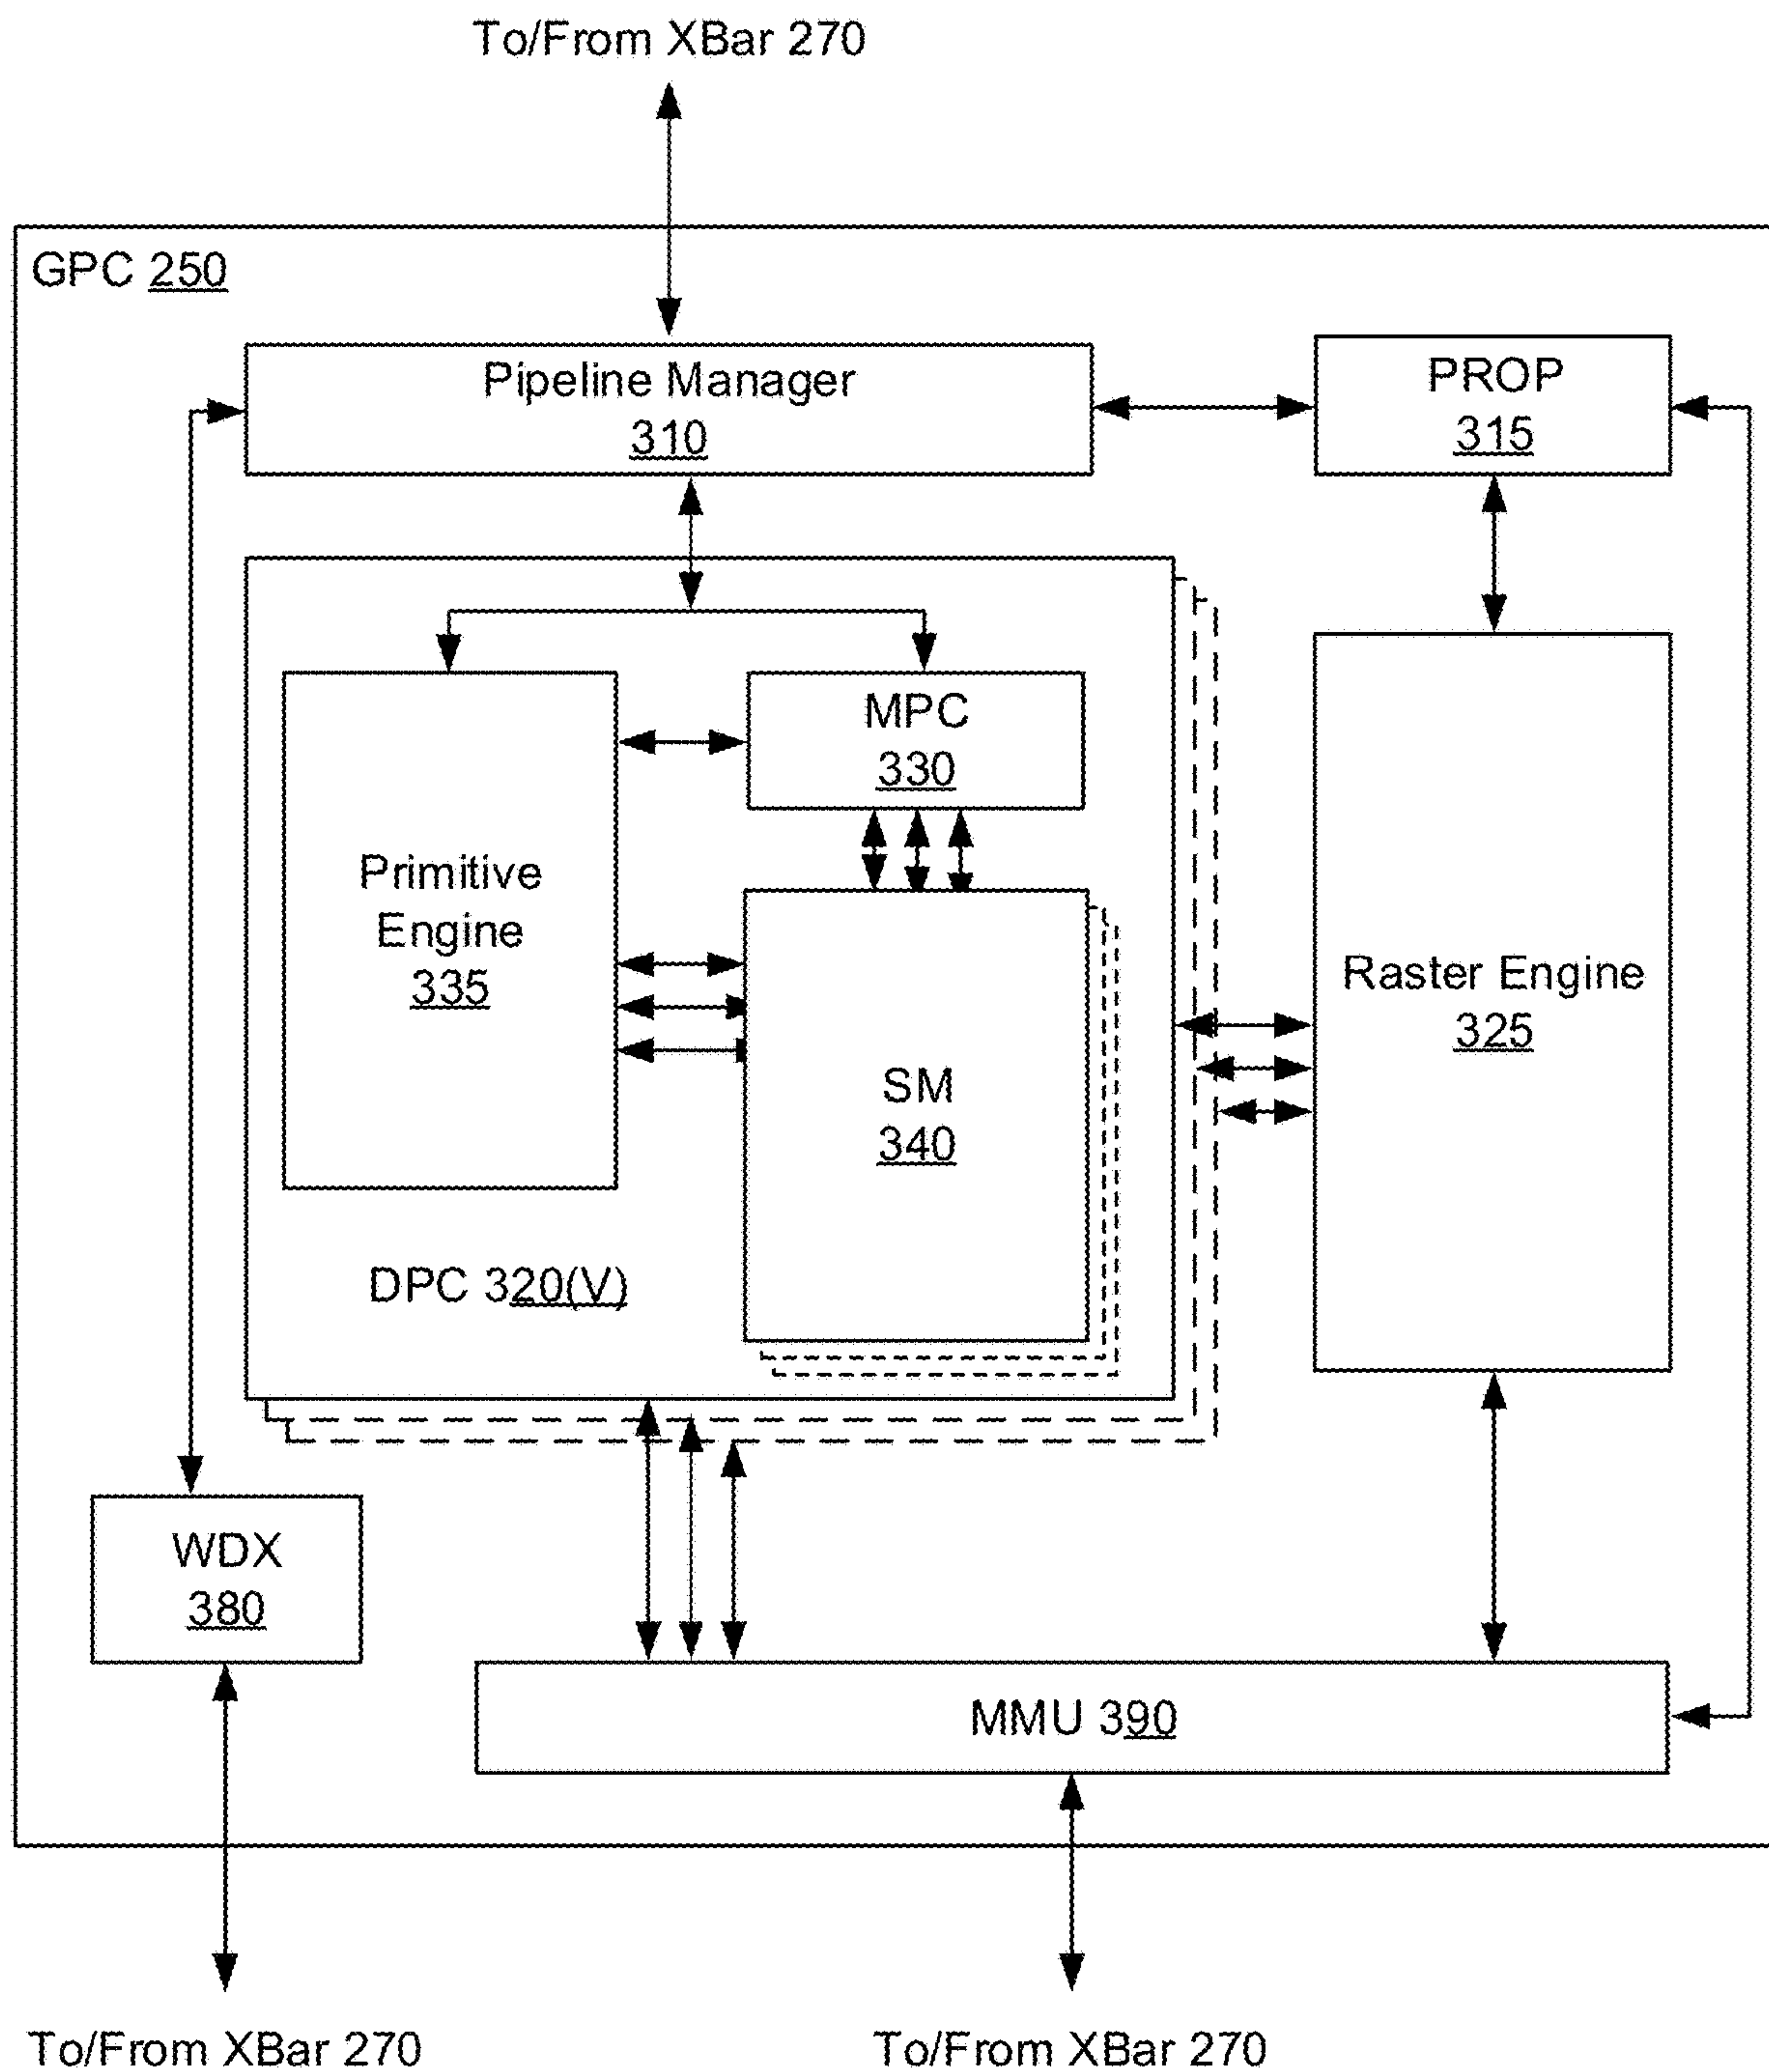 To/From XBar 270
GPC 250
Pipeline Manager
310
PROP
315
MPC
330
Primitive
Engine
335
Raster Engine
325
SM
340
DPC 320(V)
WDX
380
MMU 390
To/From XBar 270
To/From XBar 270